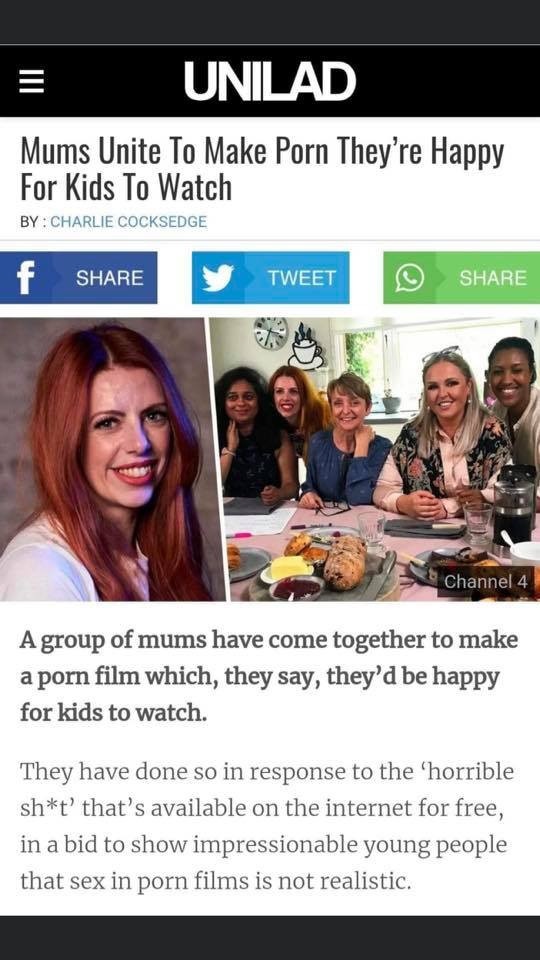 UNILAD
Mums Unite To Make Porn They're Happy
For Kids To Watch
BY : CHARLIE COCKSEDGE
f SHARE TWEET SHARE
Channel 4
A group of mums have come together to make
a porn film which, they say, they'd be happy
for kids to watch.
They have done so in response to the ‘horrible
sh*t’ that’s available on the internet for free,
in a bid to show impressionable young people
that sex in porn films is not realistic.